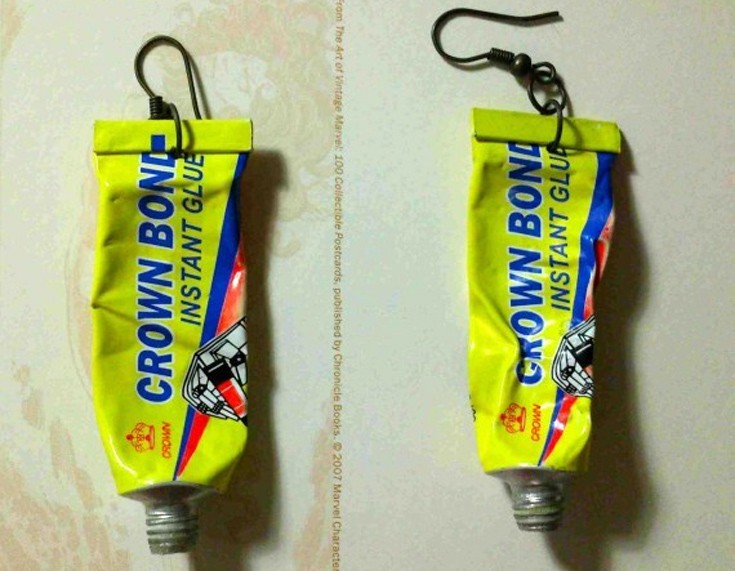 CROWN BOND
INSTANT GLUE
CROWN
From The Art of Vintage Marvel: 100 Collectible Postcards, published by Chronicle Books. © 2007 Marvel Character
CROWN BOND
INSTANT GLUE
CROWN